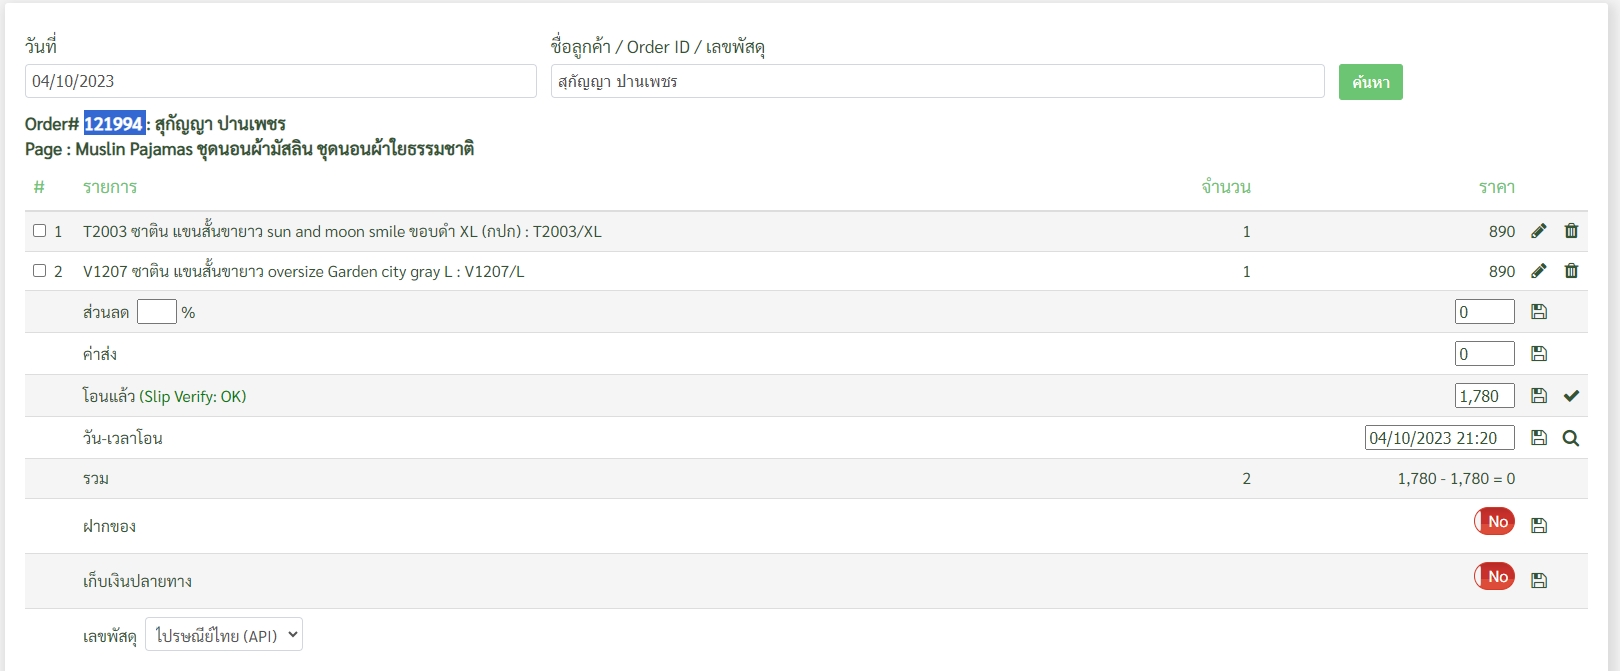 วันที่
ชื่อลูกค้า / Order ID / เลขพัสดุ
04/10/2023
สุกัญญา ปานเพชร
ค้นหา
Order# 121994 : สุกัญญา ปานเพชร
Page : Muslin Pajamas ชุดนอนผ้ามัสลิน ชุดนอนผ้าใยธรรมชาติ
# รายการ จำนวน ราคา
1 T2003 ซาติน แขนสั้นขายาว sun and moon smile ขอบดำ XL (กปก) : T2003/XL 1 890
2 V1207 ซาติน แขนสั้นขายาว oversize Garden city gray L : V1207/L 1 890
ส่วนลด % 0
ค่าส่ง 0
โอนแล้ว (Slip Verify: OK) 1,780
วัน-เวลาโอน 04/10/2023 21:20
รวม 2 1,780 - 1,780 = 0
ฝากของ No
เก็บเงินปลายทาง No
เลขพัสดุ ไปรษณีย์ไทย (API)